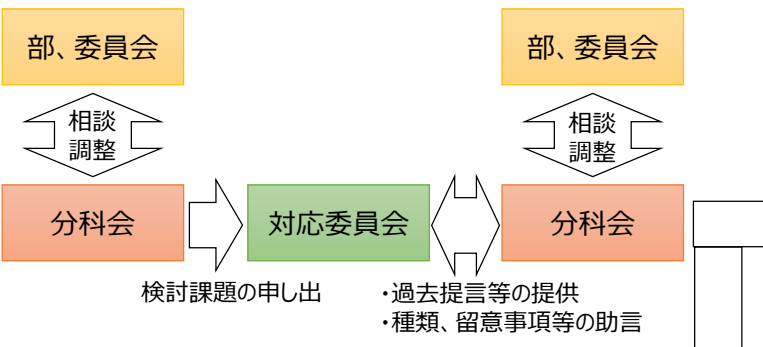 部、委員会
部、委員会
相談
調整
相談
調整
分科会
対応委員会
分科会
検討課題の申し出
・過去提言等の提供
・種類、留意事項等の助言